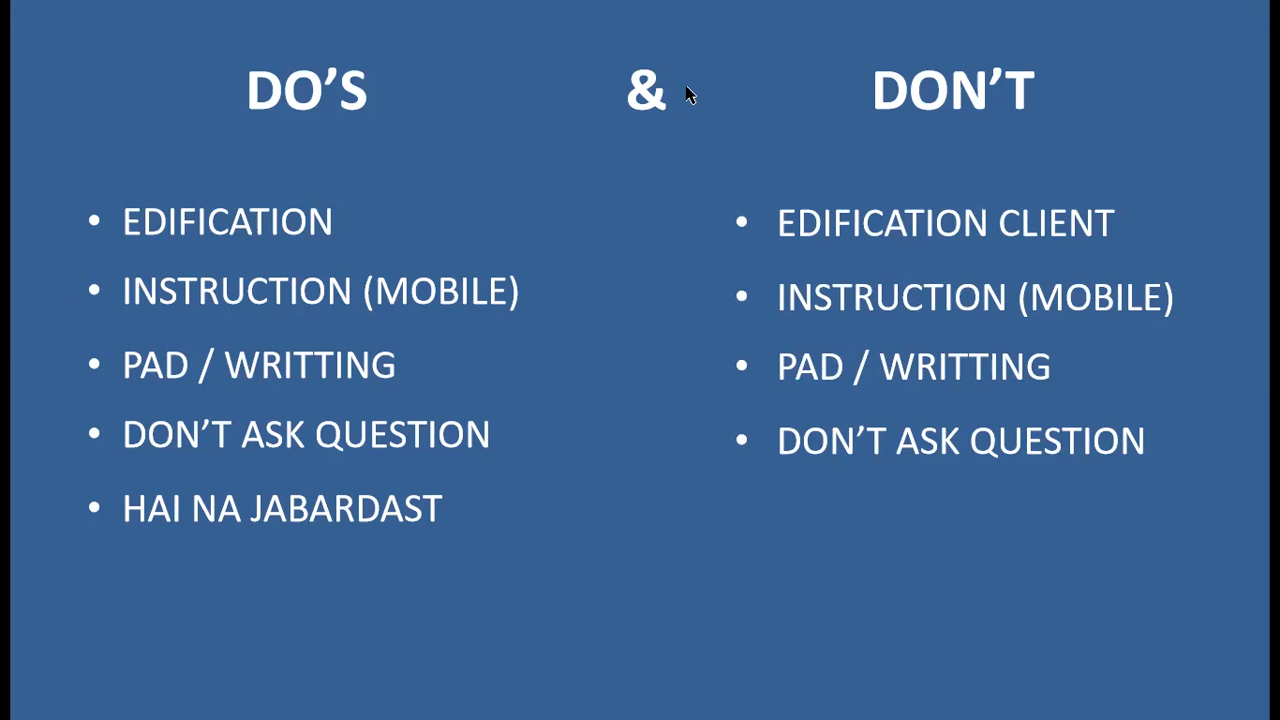 DO’S & DON’T
• EDIFICATION
• INSTRUCTION (MOBILE)
• PAD / WRITTING
• DON’T ASK QUESTION
• HAI NA JABARDAST
• EDIFICATION CLIENT
• INSTRUCTION (MOBILE)
• PAD / WRITTING
• DON’T ASK QUESTION